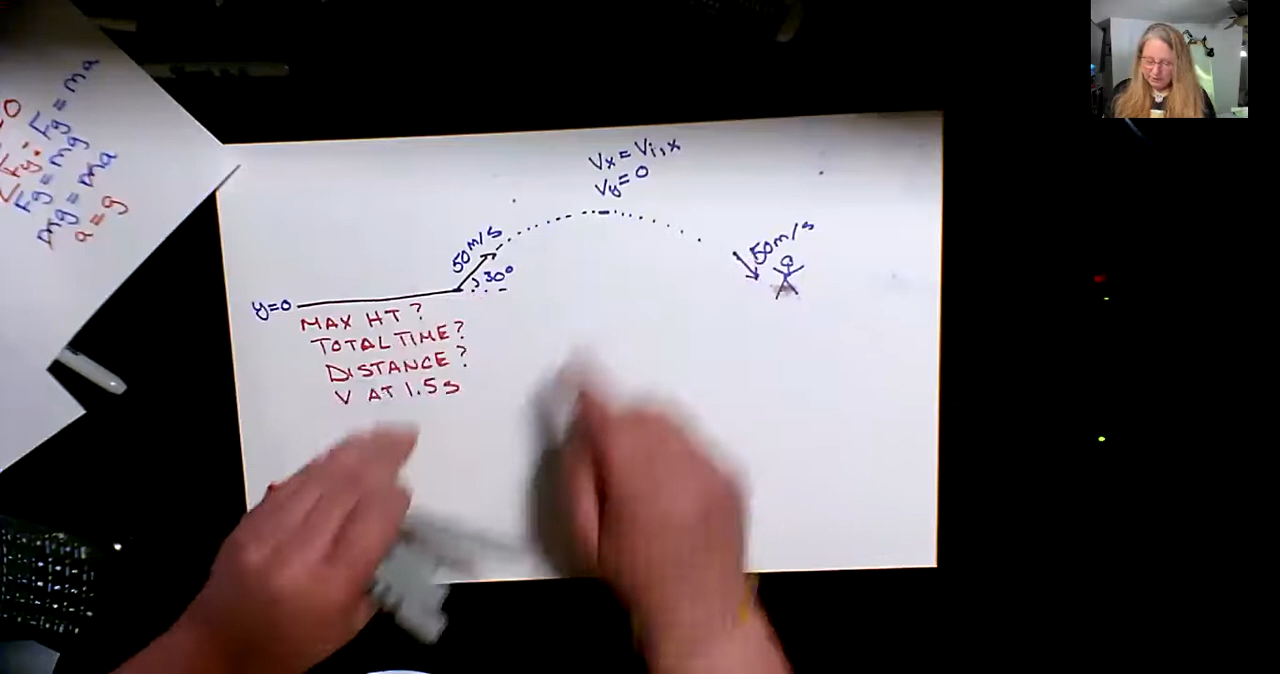 Fy: Fg = ma
Fg = mg
mg = ma
a = g
Vx = Vi,x
Vy = 0
50 m/s
50 m/s
30°
y=0
MAX HT?
TOTAL TIME?
DISTANCE?
V AT 1.5 s